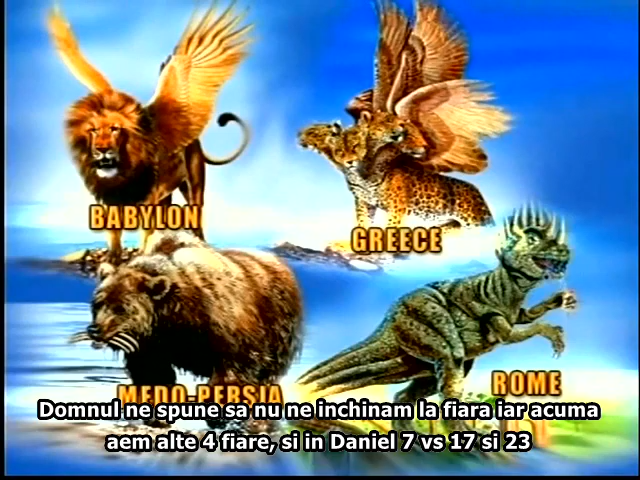 BABYLON
GREECE
MEDO-PERSIA
ROME
Domnul ne spune sa nu ne inchinam la fiara iar acuma
aem alte 4 fiare, si in Daniel 7 vs 17 si 23